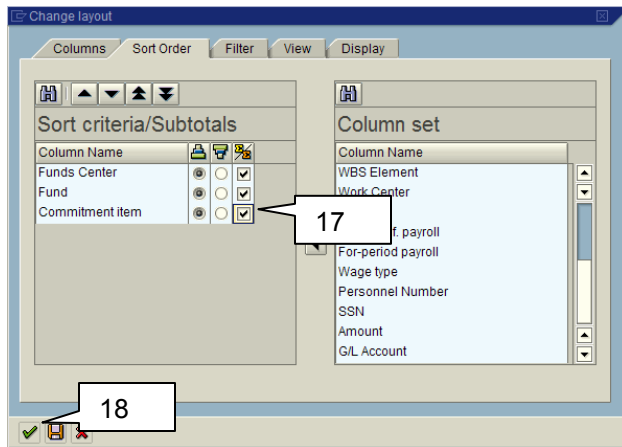 Change layout
Columns Sort Order Filter View Display
Sort criteria/Subtotals
Column Name
Funds Center
Fund
Commitment item
Column set
Column Name
WBS Element
Work Center
f. payroll
For-period payroll
Wage type
Personnel Number
SSN
Amount
G/L Account
17
18